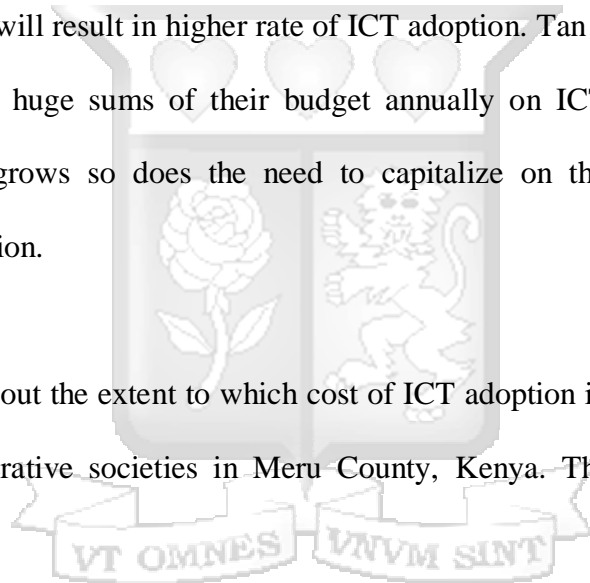 will result in higher rate of ICT adoption. Tan
huge sums of their budget annually on ICT
grows so does the need to capitalize on th
ion.
out the extent to which cost of ICT adoption i
rative societies in Meru County, Kenya. Th
VT OMNES VNVM SINT